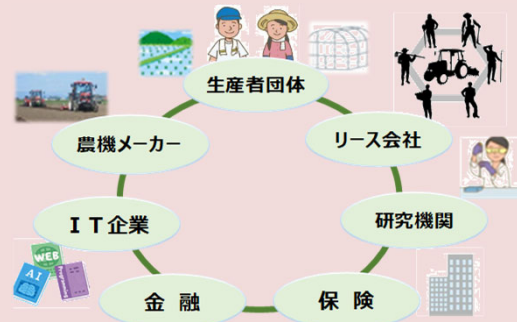 生産者団体
農機メーカー
リース会社
ＩＴ企業
研究機関
WEB
AI
金 融
保 険